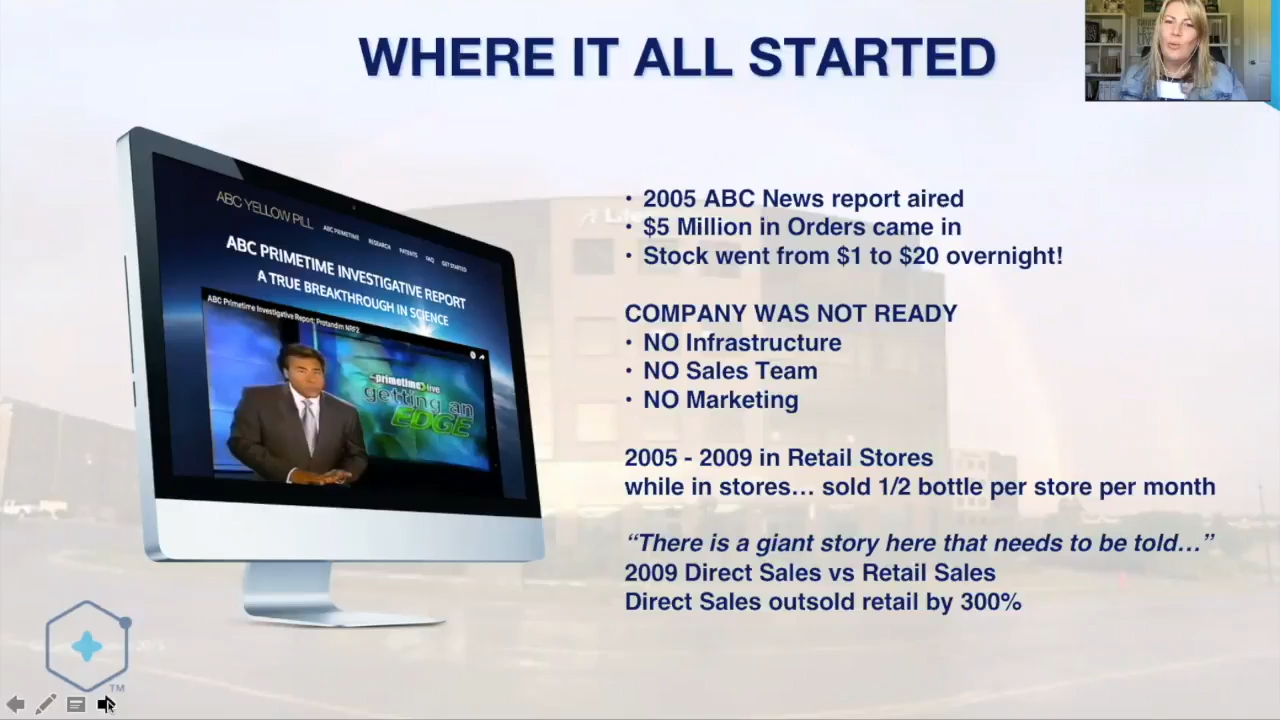 WHERE IT ALL STARTED
ABC YELLOW PILL
ABC PRIMETIME
RESEARCH
PATENTS
FAQ
GET STARTED
ABC PRIMETIME INVESTIGATIVE REPORT
A TRUE BREAKTHROUGH IN SCIENCE
ABC Primetime Investigative Report: Protandim NRF2
primetime live
getting an
EDGE
• 2005 ABC News report aired
• $5 Million in Orders came in
• Stock went from $1 to $20 overnight!
COMPANY WAS NOT READY
• NO Infrastructure
• NO Sales Team
• NO Marketing
2005 - 2009 in Retail Stores
while in stores… sold 1/2 bottle per store per month
“There is a giant story here that needs to be told…”
2009 Direct Sales vs Retail Sales
Direct Sales outsold retail by 300%
TM